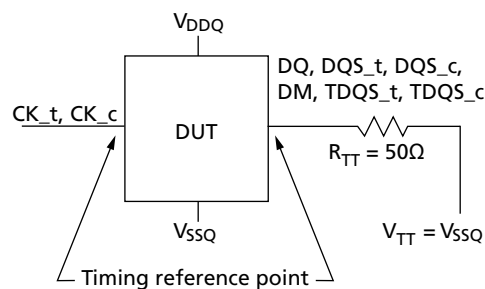 VDDQ
DQ, DQS_t, DQS_c,
DM, TDQS_t, TDQS_c
CK_t, CK_c
DUT
RTT = 50Ω
VSSQ
VTT = VSSQ
Timing reference point